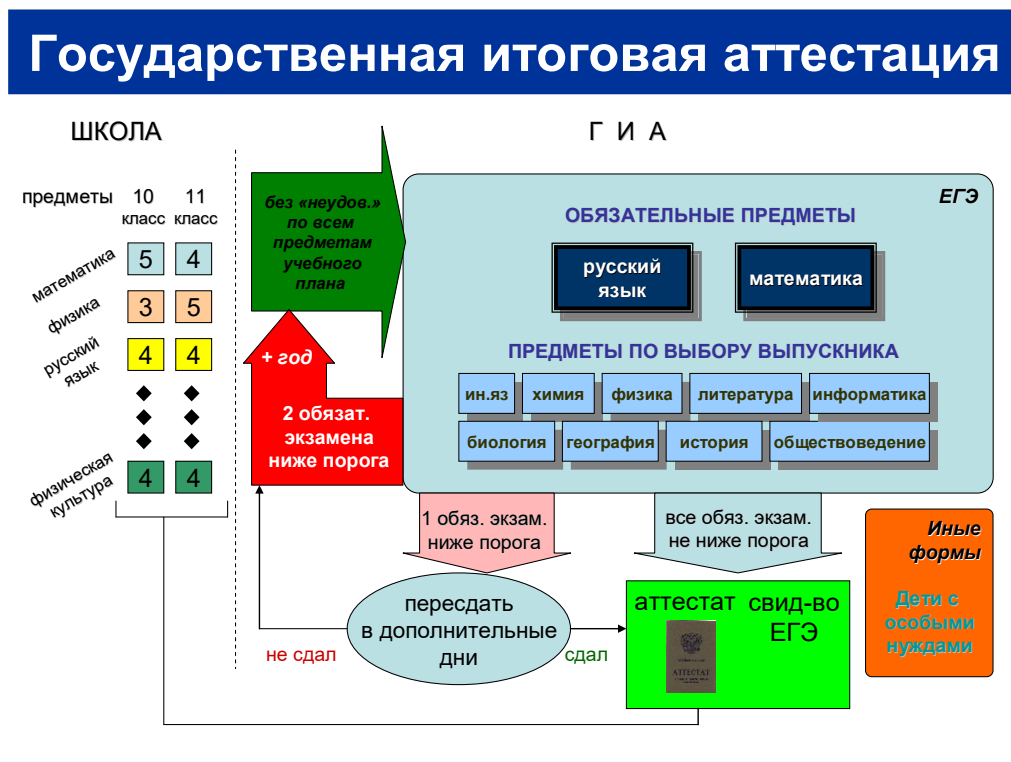 Государственная итоговая аттестация
ШКОЛА
Г И А
предметы
10
класс
11
класс
математика
5
4
физика
3
5
русский
язык
4
4
физическая
культура
4
4
без «неудов.»
по всем
предметам
учебного
плана
+ год
2 обязат.
экзамена
ниже порога
ЕГЭ
ОБЯЗАТЕЛЬНЫЕ ПРЕДМЕТЫ
русский
язык
математика
ПРЕДМЕТЫ ПО ВЫБОРУ ВЫПУСКНИКА
ин.яз
химия
физика
литература
информатика
биология
география
история
обществоведение
1 обяз. экзам.
ниже порога
все обяз. экзам.
не ниже порога
Иные
формы
Дети с
особыми
нуждами
пересдать
в дополнительные
дни
не сдал
сдал
аттестат
свид-во
ЕГЭ
АТТЕСТАТ